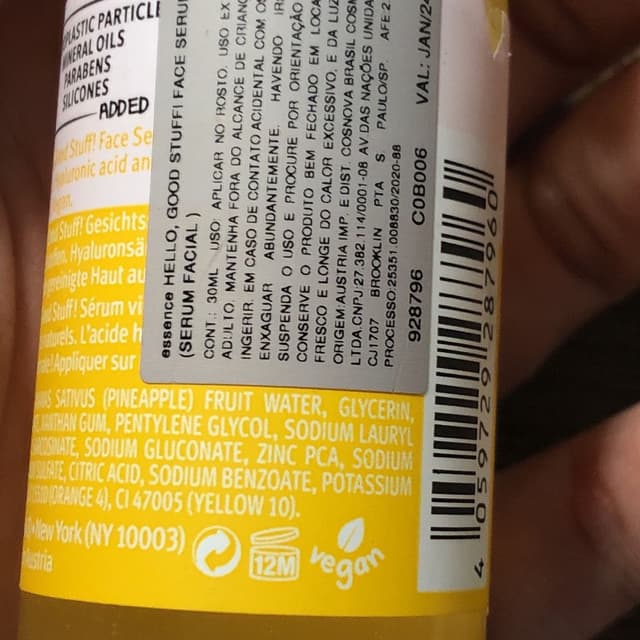 PLASTIC PARTICLE
MINERAL OILS
PARABENS
SILICONES
ADDED
Stuff! Face Se
hyaluronic acid an
Stuff! Gesichts
Hyaluronsä
Haut au
Stuff! Sérum vi
naturels. L'acide h
Appliquer sur
essence HELLO, GOOD STUFF! FACE SERU
(SERUM FACIAL )
CONT.: 30ML USO: APLICAR NO ROSTO. USO EX
ADULTO. MANTENHA FORA DO ALCANCE DE CRIANÇ
INGERIR. EM CASO DE CONTATO ACIDENTAL COM OS
ENXAGUAR ABUNDANTEMENTE. HAVENDO IR
SUSPENDA O USO E PROCURE POR ORIENTAÇÃO
CONSERVE O PRODUTO BEM FECHADO EM LOCA
FRESCO E LONGE DO CALOR EXCESSIVO, E DA LUZ
ORIGEM:AUSTRIA IMP. E DIST. COSNOVA BRASIL COSM
LTDA.CNPJ:27.382.114/0001-08 AV DAS NAÇÕES UNIDA
CJ1707 BROOKLIN PTA S PAULO/SP. AFE:2.
PROCESSO:25351.008830/2020-88
928796 C0B006 VAL: JAN/24
SATIVUS (PINEAPPLE) FRUIT WATER, GLYCERIN,
XANTHAN GUM, PENTYLENE GLYCOL, SODIUM LAURYL
SODIUM GLUCONATE, ZINC PCA, SODIUM
CITRIC ACID, SODIUM BENZOATE, POTASSIUM
(ORANGE 4), CI 47005 (YELLOW 10).
New York (NY 10003)
Austria
12M
vegan
4 059729 287960